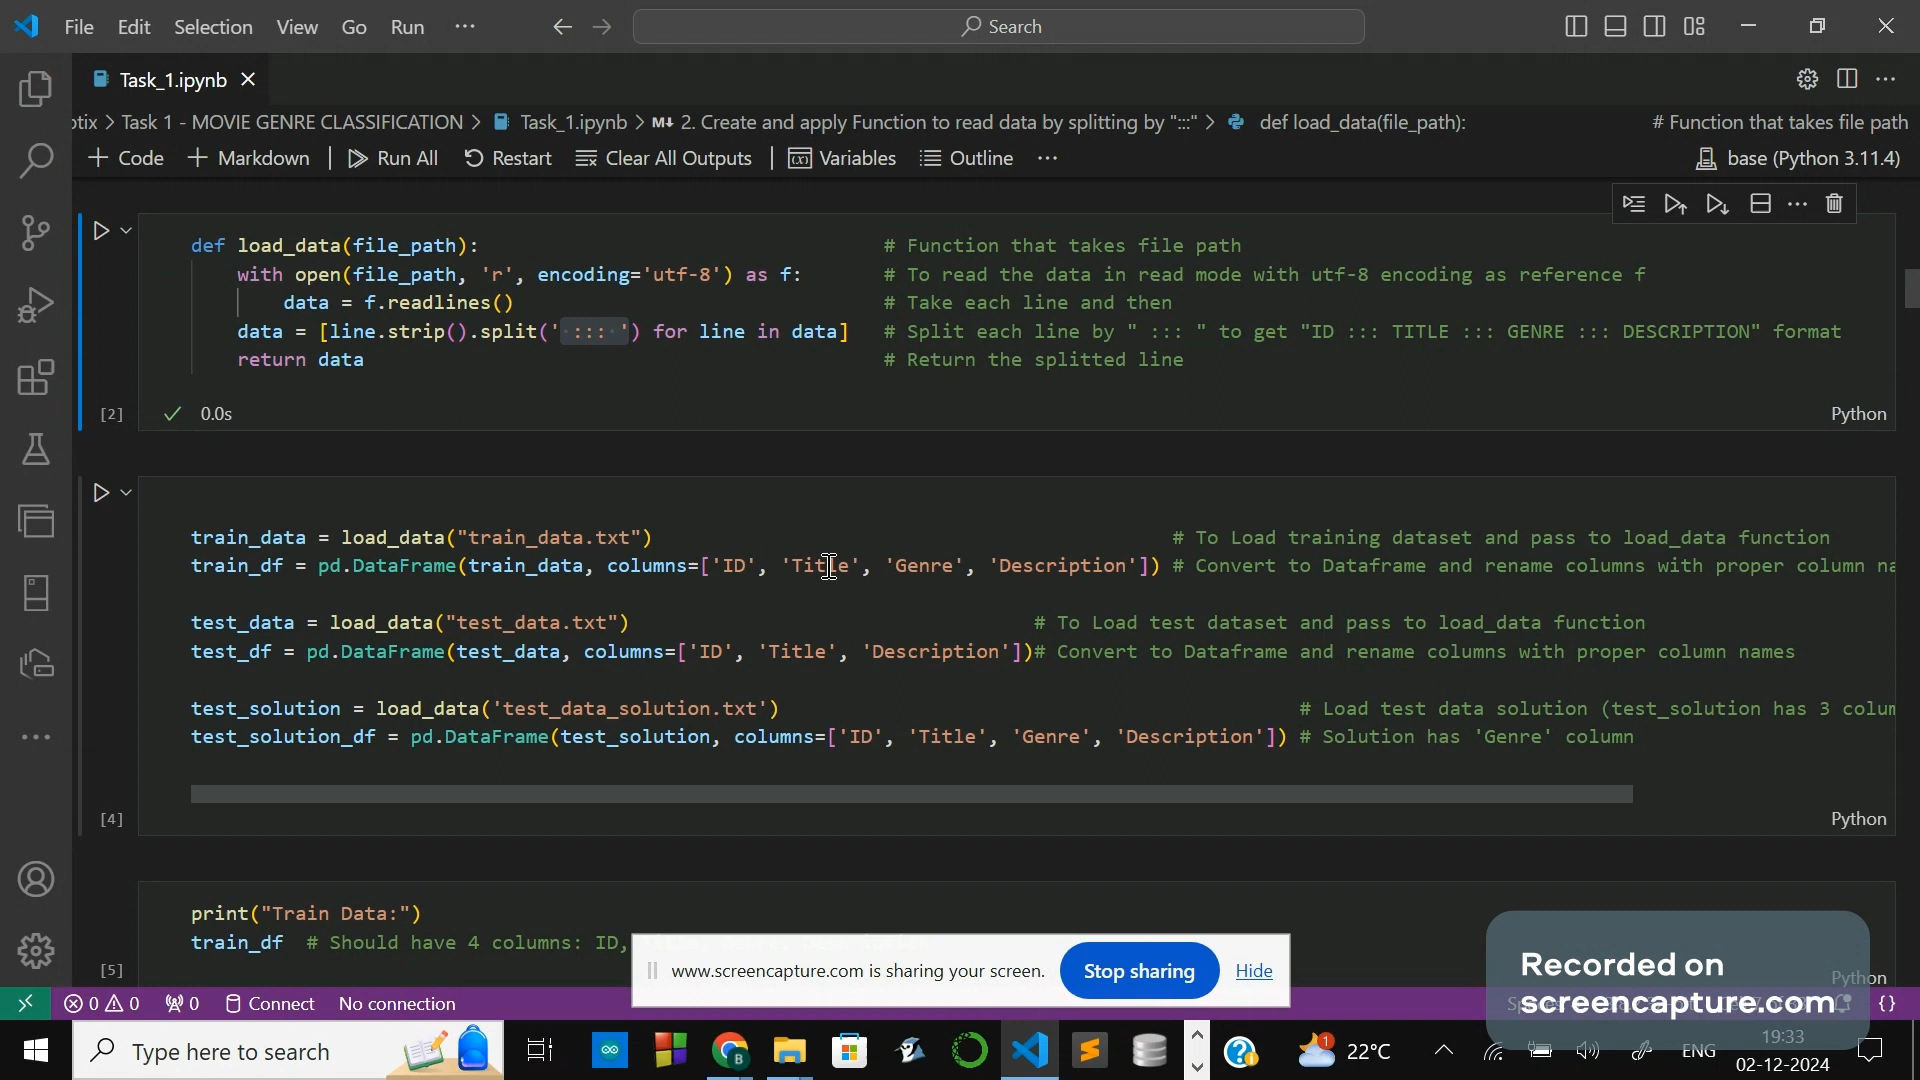 File Edit Selection View Go Run ··· Search
Task_1.ipynb
ptix > Task 1 - MOVIE GENRE CLASSIFICATION > Task_1.ipynb > M↓ 2. Create and apply Function to read data by splitting by ":::" > def load_data(file_path): # Function that takes file path
+ Code + Markdown Run All Restart Clear All Outputs Variables Outline ··· base (Python 3.11.4)
def load_data(file_path): # Function that takes file path
with open(file_path, 'r', encoding='utf-8') as f: # To read the data in read mode with utf-8 encoding as reference f
data = f.readlines() # Take each line and then
data = [line.strip().split(' ::: ') for line in data] # Split each line by " ::: " to get "ID ::: TITLE ::: GENRE ::: DESCRIPTION" format
return data # Return the splitted line
[2] ✓ 0.0s Python
train_data = load_data("train_data.txt") # To Load training dataset and pass to load_data function
train_df = pd.DataFrame(train_data, columns=['ID', 'Title', 'Genre', 'Description']) # Convert to Dataframe and rename columns with proper column na
test_data = load_data("test_data.txt") # To Load test dataset and pass to load_data function
test_df = pd.DataFrame(test_data, columns=['ID', 'Title', 'Description'])# Convert to Dataframe and rename columns with proper column names
test_solution = load_data('test_data_solution.txt') # Load test data solution (test_solution has 3 colum
test_solution_df = pd.DataFrame(test_solution, columns=['ID', 'Title', 'Genre', 'Description']) # Solution has 'Genre' column
[4] Python
print("Train Data:")
train_df # Should have 4 columns: ID,
[5] Python
www.screencapture.com is sharing your screen. Stop sharing Hide
Recorded on
screencapture.com
0 0 0 Connect No connection
Type here to search 1 22°C ENG 19:33
02-12-2024